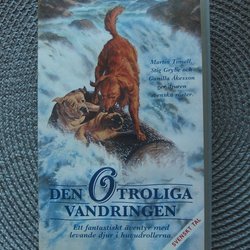 Martin Timell,
Stig Grybe och
Gunilla Åkesson
ger djuren
svenska röster.
DEN OTROLIGA
VANDRINGEN
Ett fantastiskt äventyr med
levande djur i huvudrollerna.
SVENSKT TAL